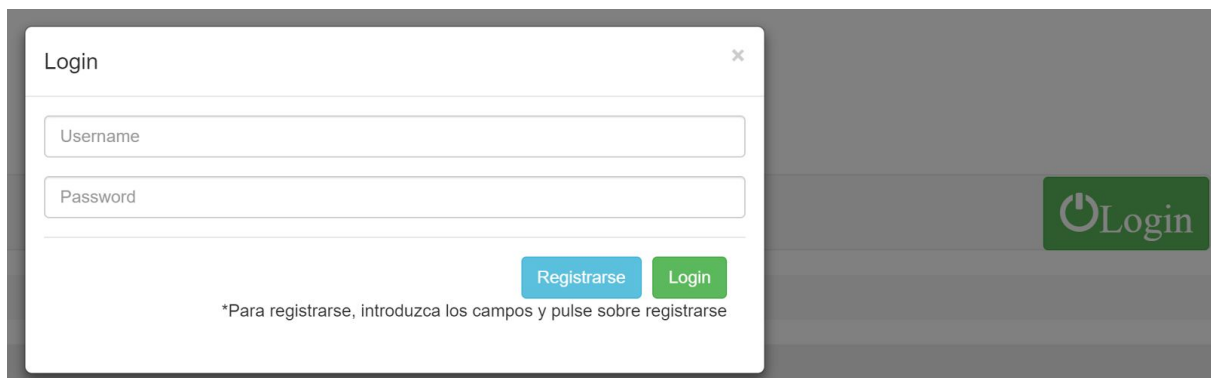 Login
×
Username
Password
Login
Registrarse
Login
*Para registrarse, introduzca los campos y pulse sobre registrarse